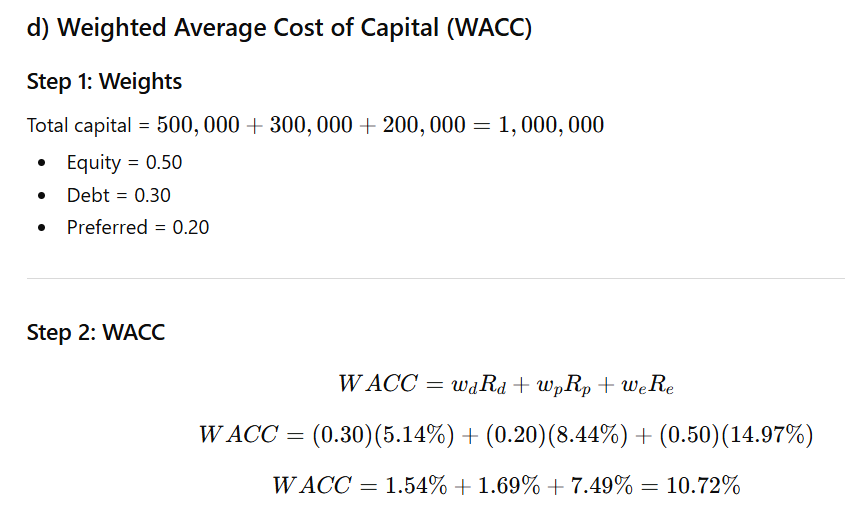 d) Weighted Average Cost of Capital (WACC)
Step 1: Weights
Total capital = 500,000 + 300,000 + 200,000 = 1,000,000
• Equity = 0.50
• Debt = 0.30
• Preferred = 0.20
Step 2: WACC
WACC = w_d R_d + w_p R_p + w_e R_e
WACC = (0.30)(5.14%) + (0.20)(8.44%) + (0.50)(14.97%)
WACC = 1.54% + 1.69% + 7.49% = 10.72%